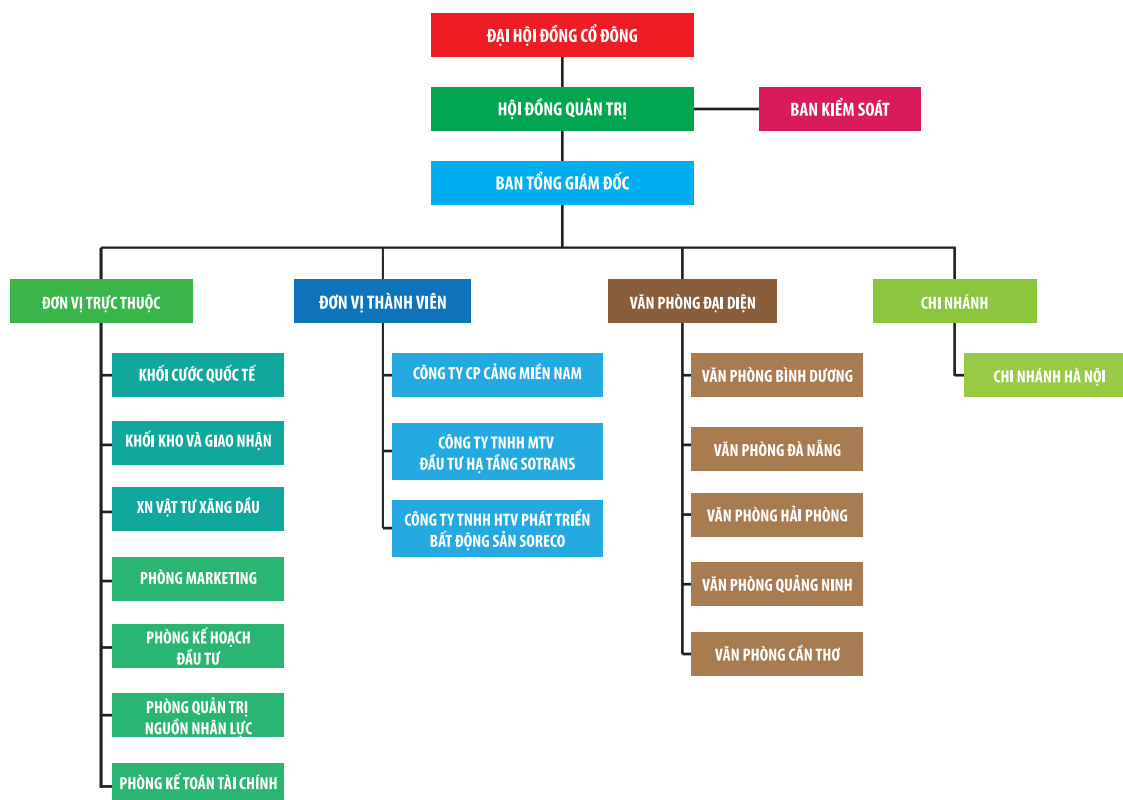 ĐẠI HỘI ĐỒNG CỔ ĐÔNG
HỘI ĐỒNG QUẢN TRỊ
BAN KIỂM SOÁT
BAN TỔNG GIÁM ĐỐC
ĐƠN VỊ TRỰC THUỘC
ĐƠN VỊ THÀNH VIÊN
VĂN PHÒNG ĐẠI DIỆN
CHI NHÁNH
KHỐI CƯỚC QUỐC TẾ
KHỐI KHO VÀ GIAO NHẬN
XN VẬT TƯ XĂNG DẦU
PHÒNG MARKETING
PHÒNG KẾ HOẠCH
ĐẦU TƯ
PHÒNG QUẢN TRỊ
NGUỒN NHÂN LỰC
PHÒNG KẾ TOÁN TÀI CHÍNH
CÔNG TY CP CẢNG MIỀN NAM
CÔNG TY TNHH MTV
ĐẦU TƯ HẠ TẦNG SOTRANS
CÔNG TY TNHH HTV PHÁT TRIỂN
BẤT ĐỘNG SẢN SORECO
VĂN PHÒNG BÌNH DƯƠNG
VĂN PHÒNG ĐÀ NẴNG
VĂN PHÒNG HẢI PHÒNG
VĂN PHÒNG QUẢNG NINH
VĂN PHÒNG CẦN THƠ
CHI NHÁNH HÀ NỘI